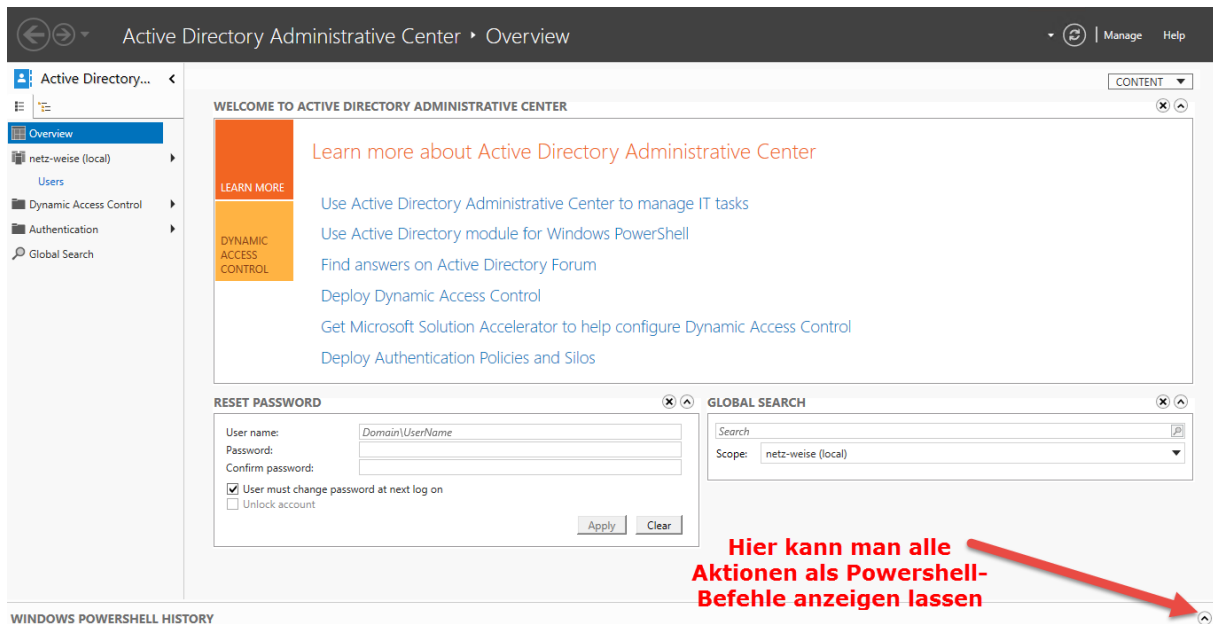 Active Directory Administrative Center • Overview
Manage
Help
Active Directory...
CONTENT
WELCOME TO ACTIVE DIRECTORY ADMINISTRATIVE CENTER
Overview
netz-weise (local)
Users
Dynamic Access Control
Authentication
Global Search
LEARN MORE
DYNAMIC
ACCESS
CONTROL
Learn more about Active Directory Administrative Center
Use Active Directory Administrative Center to manage IT tasks
Use Active Directory module for Windows PowerShell
Find answers on Active Directory Forum
Deploy Dynamic Access Control
Get Microsoft Solution Accelerator to help configure Dynamic Access Control
Deploy Authentication Policies and Silos
RESET PASSWORD
User name:
Domain\UserName
Password:
Confirm password:
User must change password at next log on
Unlock account
Apply
Clear
GLOBAL SEARCH
Search
Scope:
netz-weise (local)
Hier kann man alle
Aktionen als Powershell-
Befehle anzeigen lassen
WINDOWS POWERSHELL HISTORY